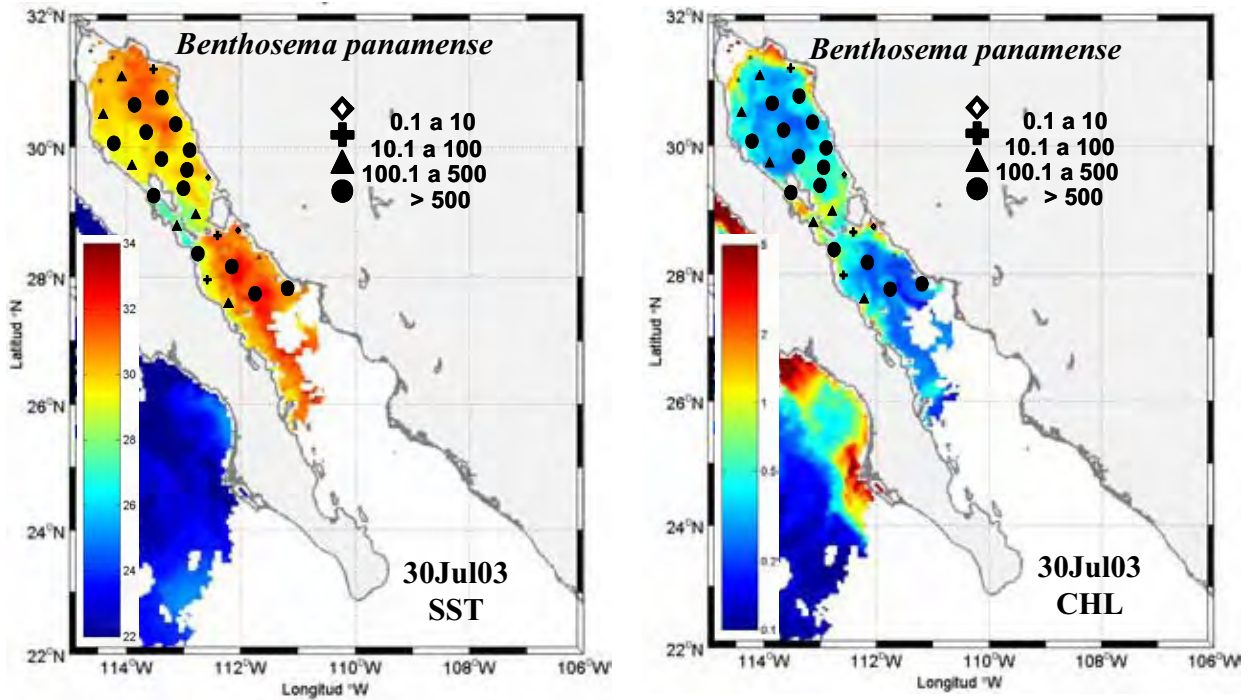 Benthosema panamense
0.1 a 10
10.1 a 100
100.1 a 500
> 500
32°N
30°N
28°N
26°N
24°N
22°N
Latitud °N
34
32
30
28
26
24
22
30Jul03
SST
114°W 112°W 110°W 108°W 106°W
Longitud °W
Benthosema panamense
0.1 a 10
10.1 a 100
100.1 a 500
> 500
32°N
30°N
28°N
26°N
24°N
22°N
Latitud °N
5
2
1
0.5
0.2
0.1
30Jul03
CHL
114°W 112°W 110°W 108°W 106°W
Longitud °W